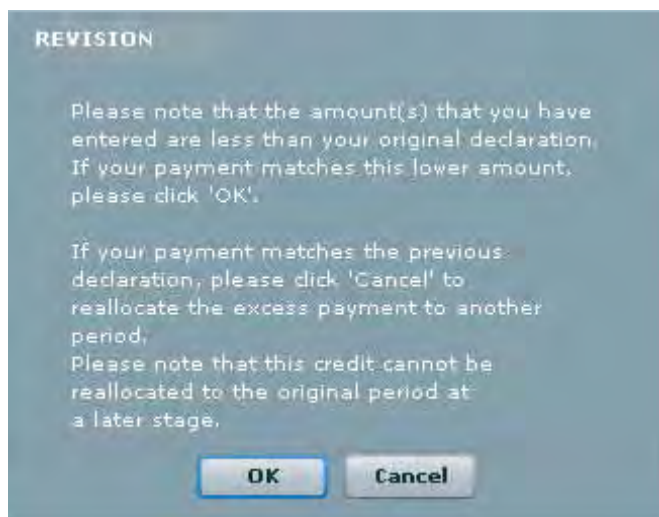 REVISION
Please note that the amount(s) that you have
entered are less than your original declaration.
If your payment matches this lower amount,
please click 'OK'.
If your payment matches the previous
declaration, please click 'Cancel' to
reallocate the excess payment to another
period.
Please note that this credit cannot be
reallocated to the original period at
a later stage.
OK
Cancel